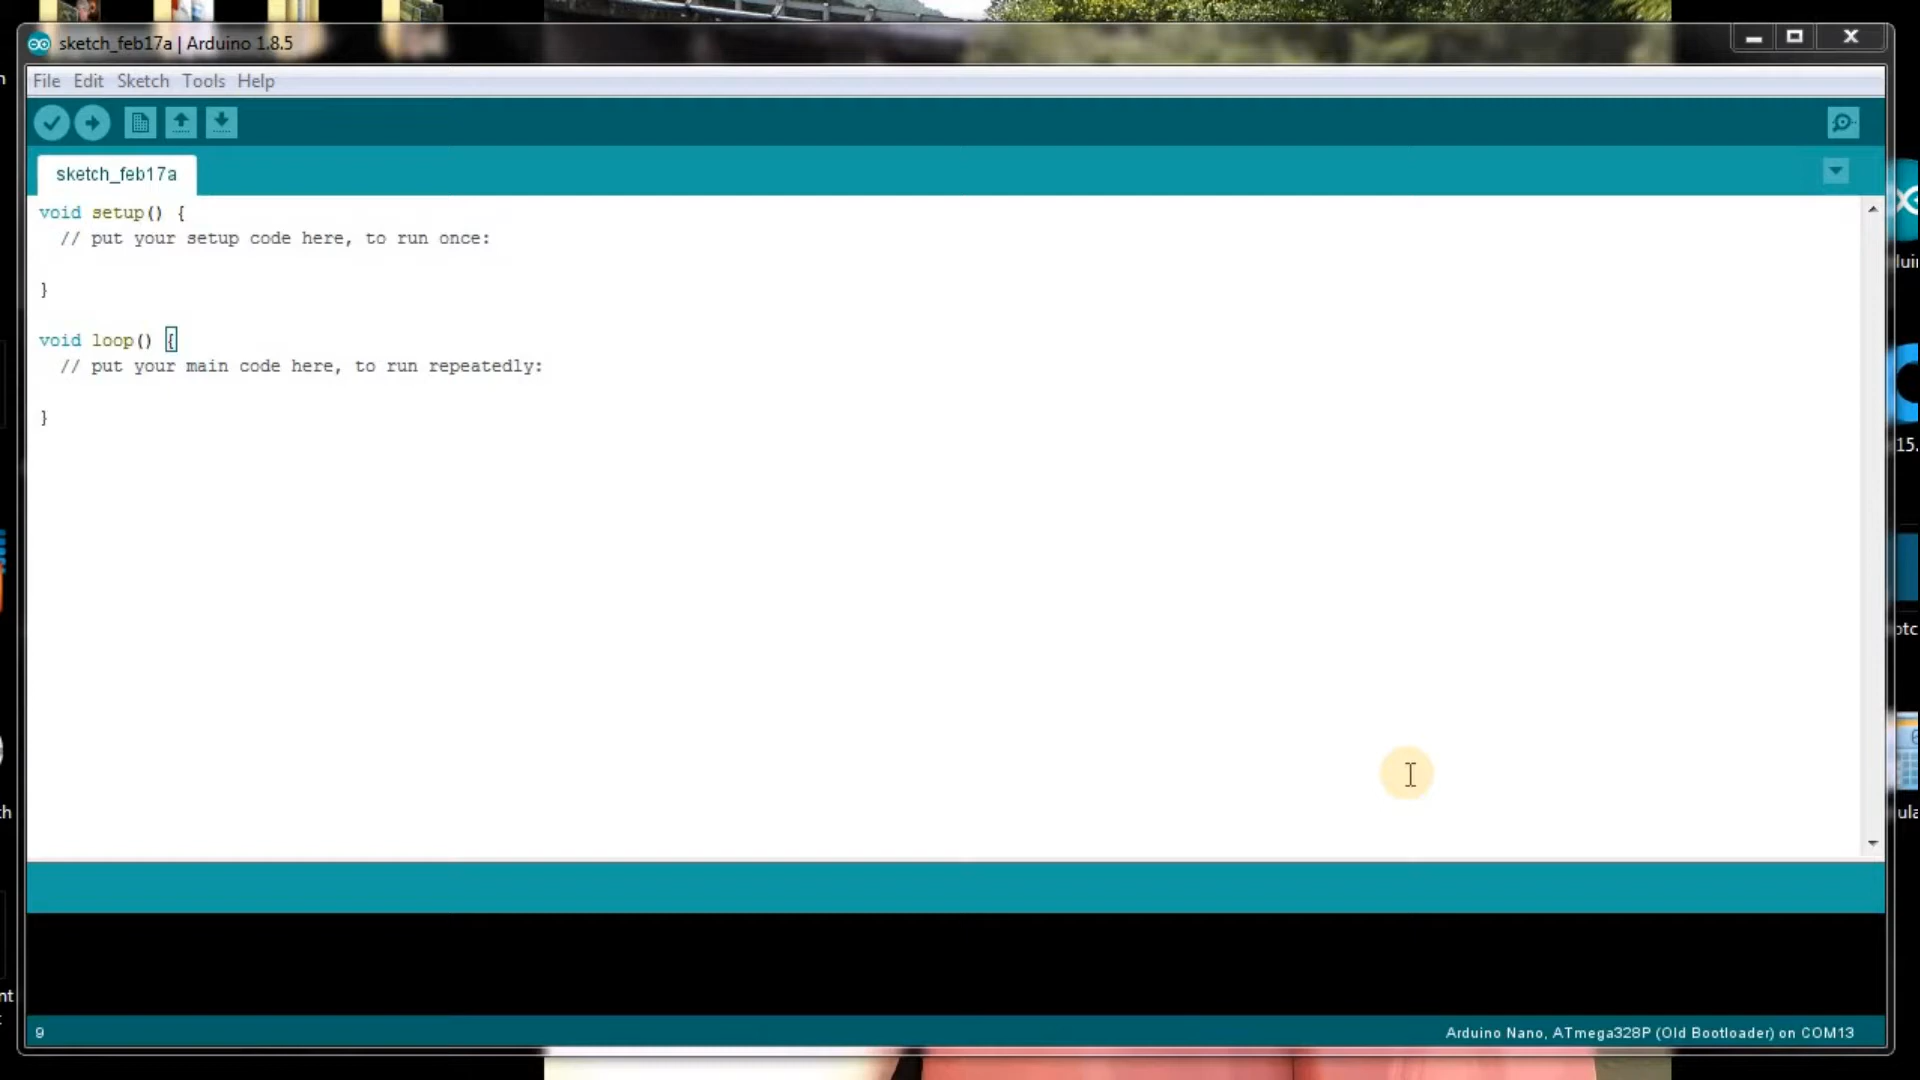 sketch_feb17a | Arduino 1.8.5
File Edit Sketch Tools Help
sketch_feb17a
void setup() {
  // put your setup code here, to run once:
}
void loop() {
  // put your main code here, to run repeatedly:
}
9
Arduino Nano, ATmega328P (Old Bootloader) on COM13
15.